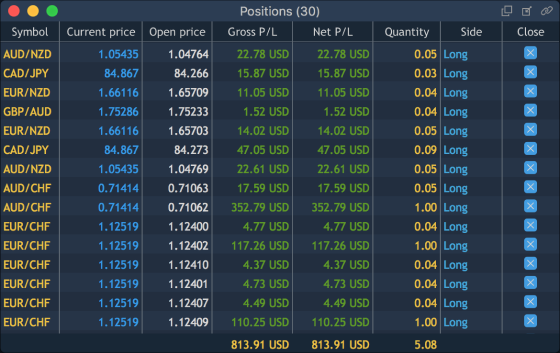 Positions (30)
Symbol Current price Open price Gross P/L Net P/L Quantity Side Close
AUD/NZD 1.05435 1.04764 22.78 USD 22.78 USD 0.05 Long
CAD/JPY 84.867 84.266 15.87 USD 15.87 USD 0.03 Long
EUR/NZD 1.66116 1.65709 11.05 USD 11.05 USD 0.04 Long
GBP/AUD 1.75286 1.75233 1.52 USD 1.52 USD 0.04 Long
EUR/NZD 1.66116 1.65703 14.02 USD 14.02 USD 0.05 Long
CAD/JPY 84.867 84.273 47.05 USD 47.05 USD 0.09 Long
AUD/NZD 1.05435 1.04769 22.61 USD 22.61 USD 0.05 Long
AUD/CHF 0.71414 0.71063 17.59 USD 17.59 USD 0.05 Long
AUD/CHF 0.71414 0.71062 352.79 USD 352.79 USD 1.00 Long
EUR/CHF 1.12519 1.12400 4.77 USD 4.77 USD 0.04 Long
EUR/CHF 1.12519 1.12402 117.26 USD 117.26 USD 1.00 Long
EUR/CHF 1.12519 1.12410 4.37 USD 4.37 USD 0.04 Long
EUR/CHF 1.12519 1.12401 4.73 USD 4.73 USD 0.04 Long
EUR/CHF 1.12519 1.12407 4.49 USD 4.49 USD 0.04 Long
EUR/CHF 1.12519 1.12409 110.25 USD 110.25 USD 1.00 Long
813.91 USD 813.91 USD 5.08